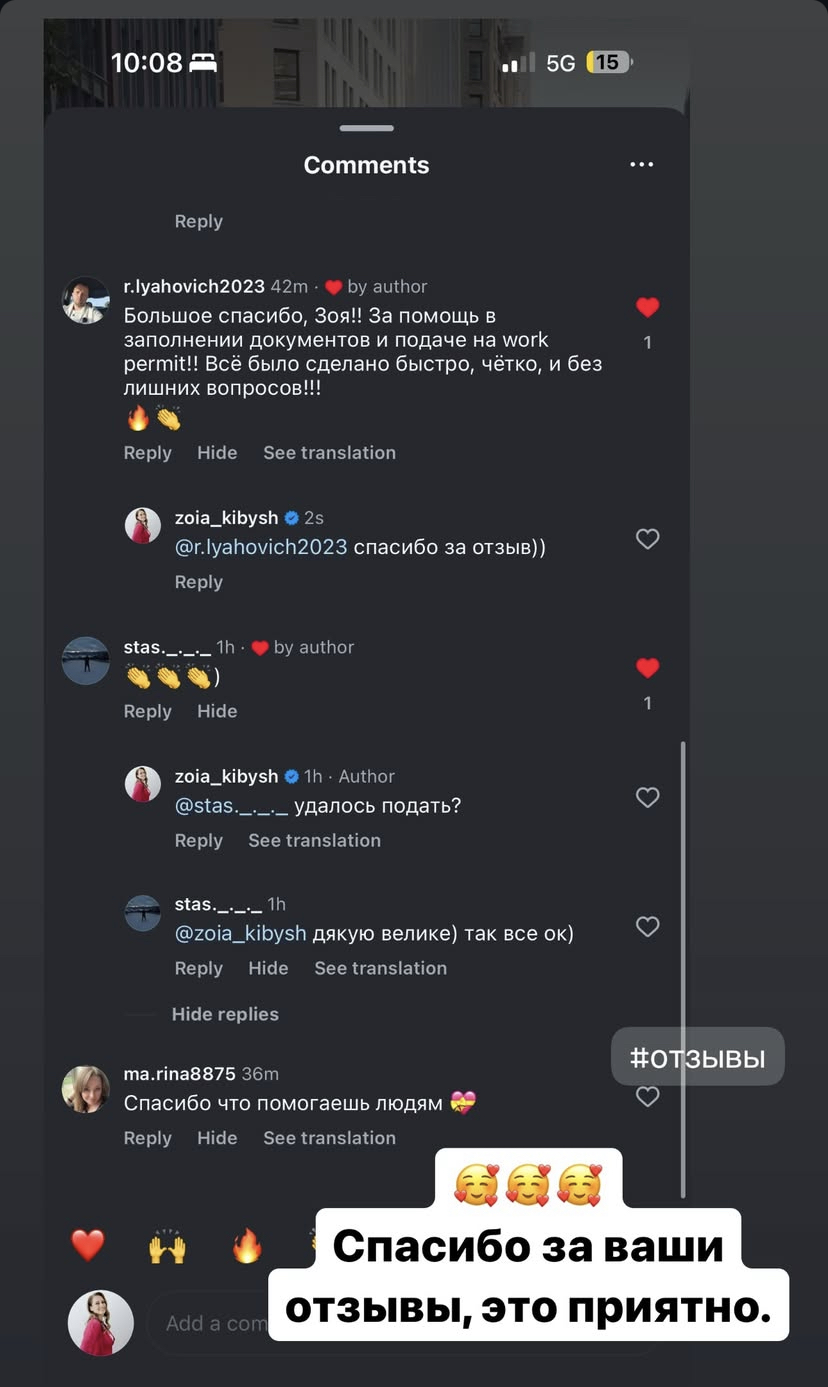 10:08 5G 15
Comments
Reply
r.lyahovich2023 42m · ❤️ by author
Большое спасибо, Зоя!! За помощь в
заполнении документов и подаче на work
permit!! Всё было сделано быстро, чётко, и без
лишних вопросов!!!
🔥👏
1
Reply Hide See translation
zoia_kibysh 2s
@r.lyahovich2023 спасибо за отзыв))
Reply
stas._._._ 1h · ❤️ by author
👏👏👏)
1
Reply Hide
zoia_kibysh 1h · Author
@stas._._._ удалось подать?
Reply See translation
stas._._._ 1h
@zoia_kibysh дякую велике) так все ок)
Reply Hide See translation
Hide replies
#отзывы
ma.rina8875 36m
Спасибо что помогаешь людям 💝
Reply Hide See translation
🥰🥰🥰
❤️ 🙌 🔥
Спасибо за ваши
отзывы, это приятно.
Add a com